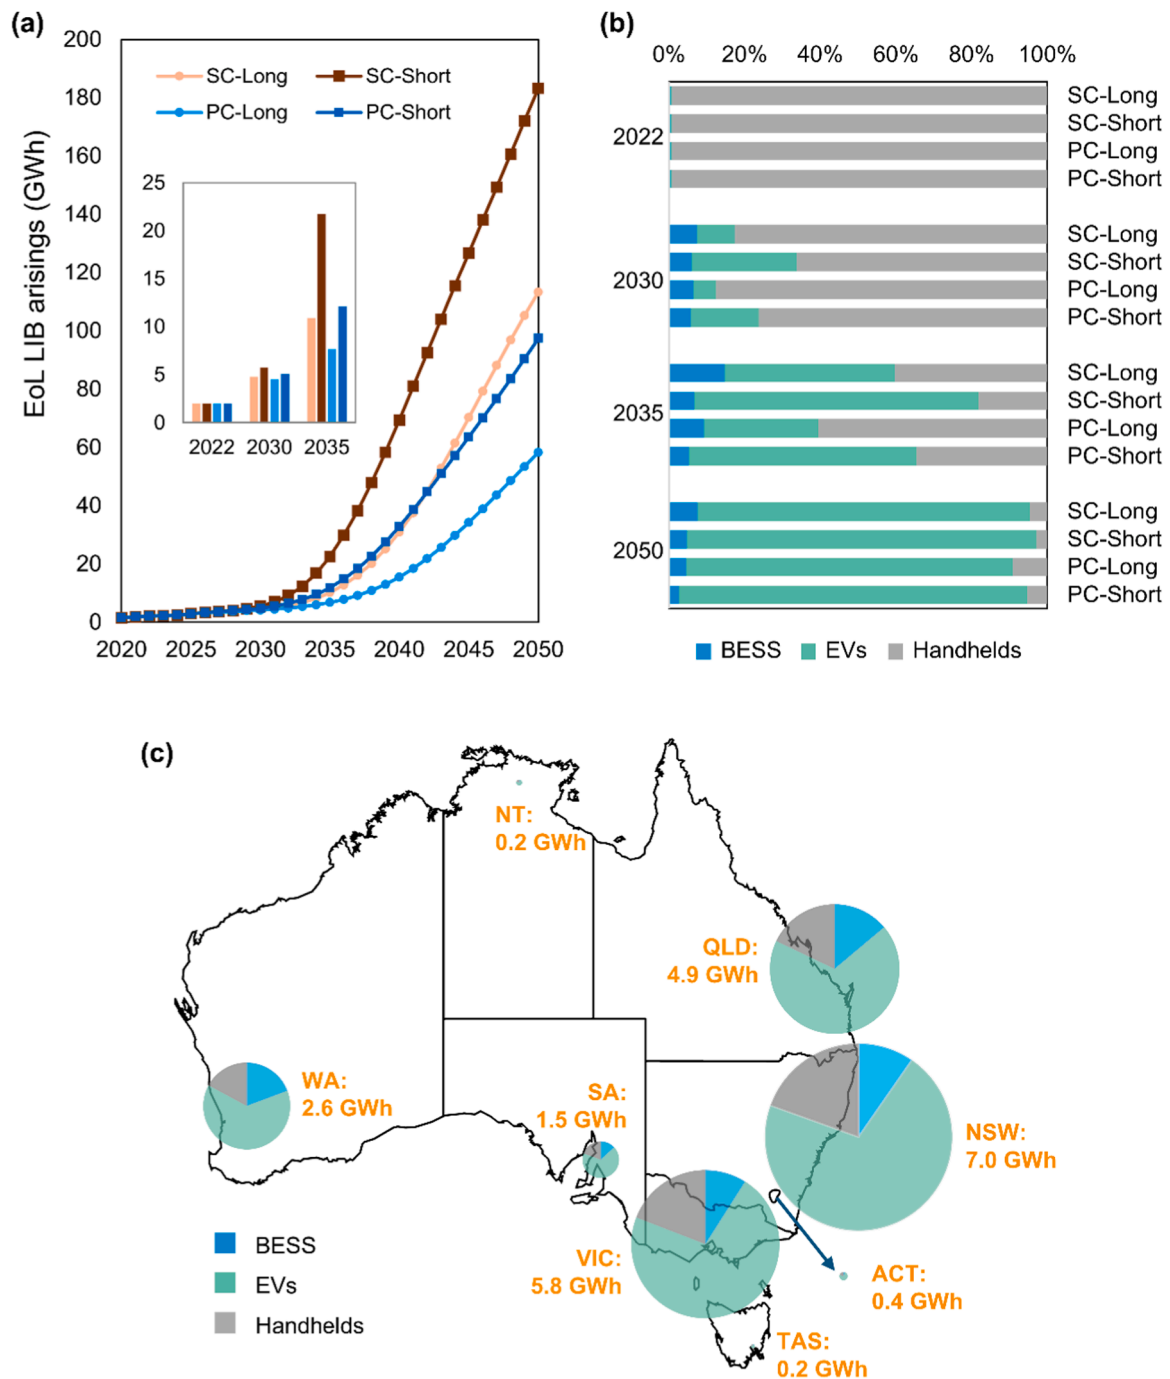 (a)
200
180
160
140
120
100
80
60
40
20
0
EoL LIB arisings (GWh)
SC-Long
SC-Short
PC-Long
PC-Short
25
20
15
10
5
0
2022 2030 2035
2020 2025 2030 2035 2040 2045 2050
(b)
0% 20% 40% 60% 80% 100%
2022
SC-Long
SC-Short
PC-Long
PC-Short
2030
SC-Long
SC-Short
PC-Long
PC-Short
2035
SC-Long
SC-Short
PC-Long
PC-Short
2050
SC-Long
SC-Short
PC-Long
PC-Short
BESS EVs Handhelds
(c)
NT:
0.2 GWh
QLD:
4.9 GWh
WA:
2.6 GWh
SA:
1.5 GWh
NSW:
7.0 GWh
VIC:
5.8 GWh
ACT:
0.4 GWh
TAS:
0.2 GWh
BESS
EVs
Handhelds